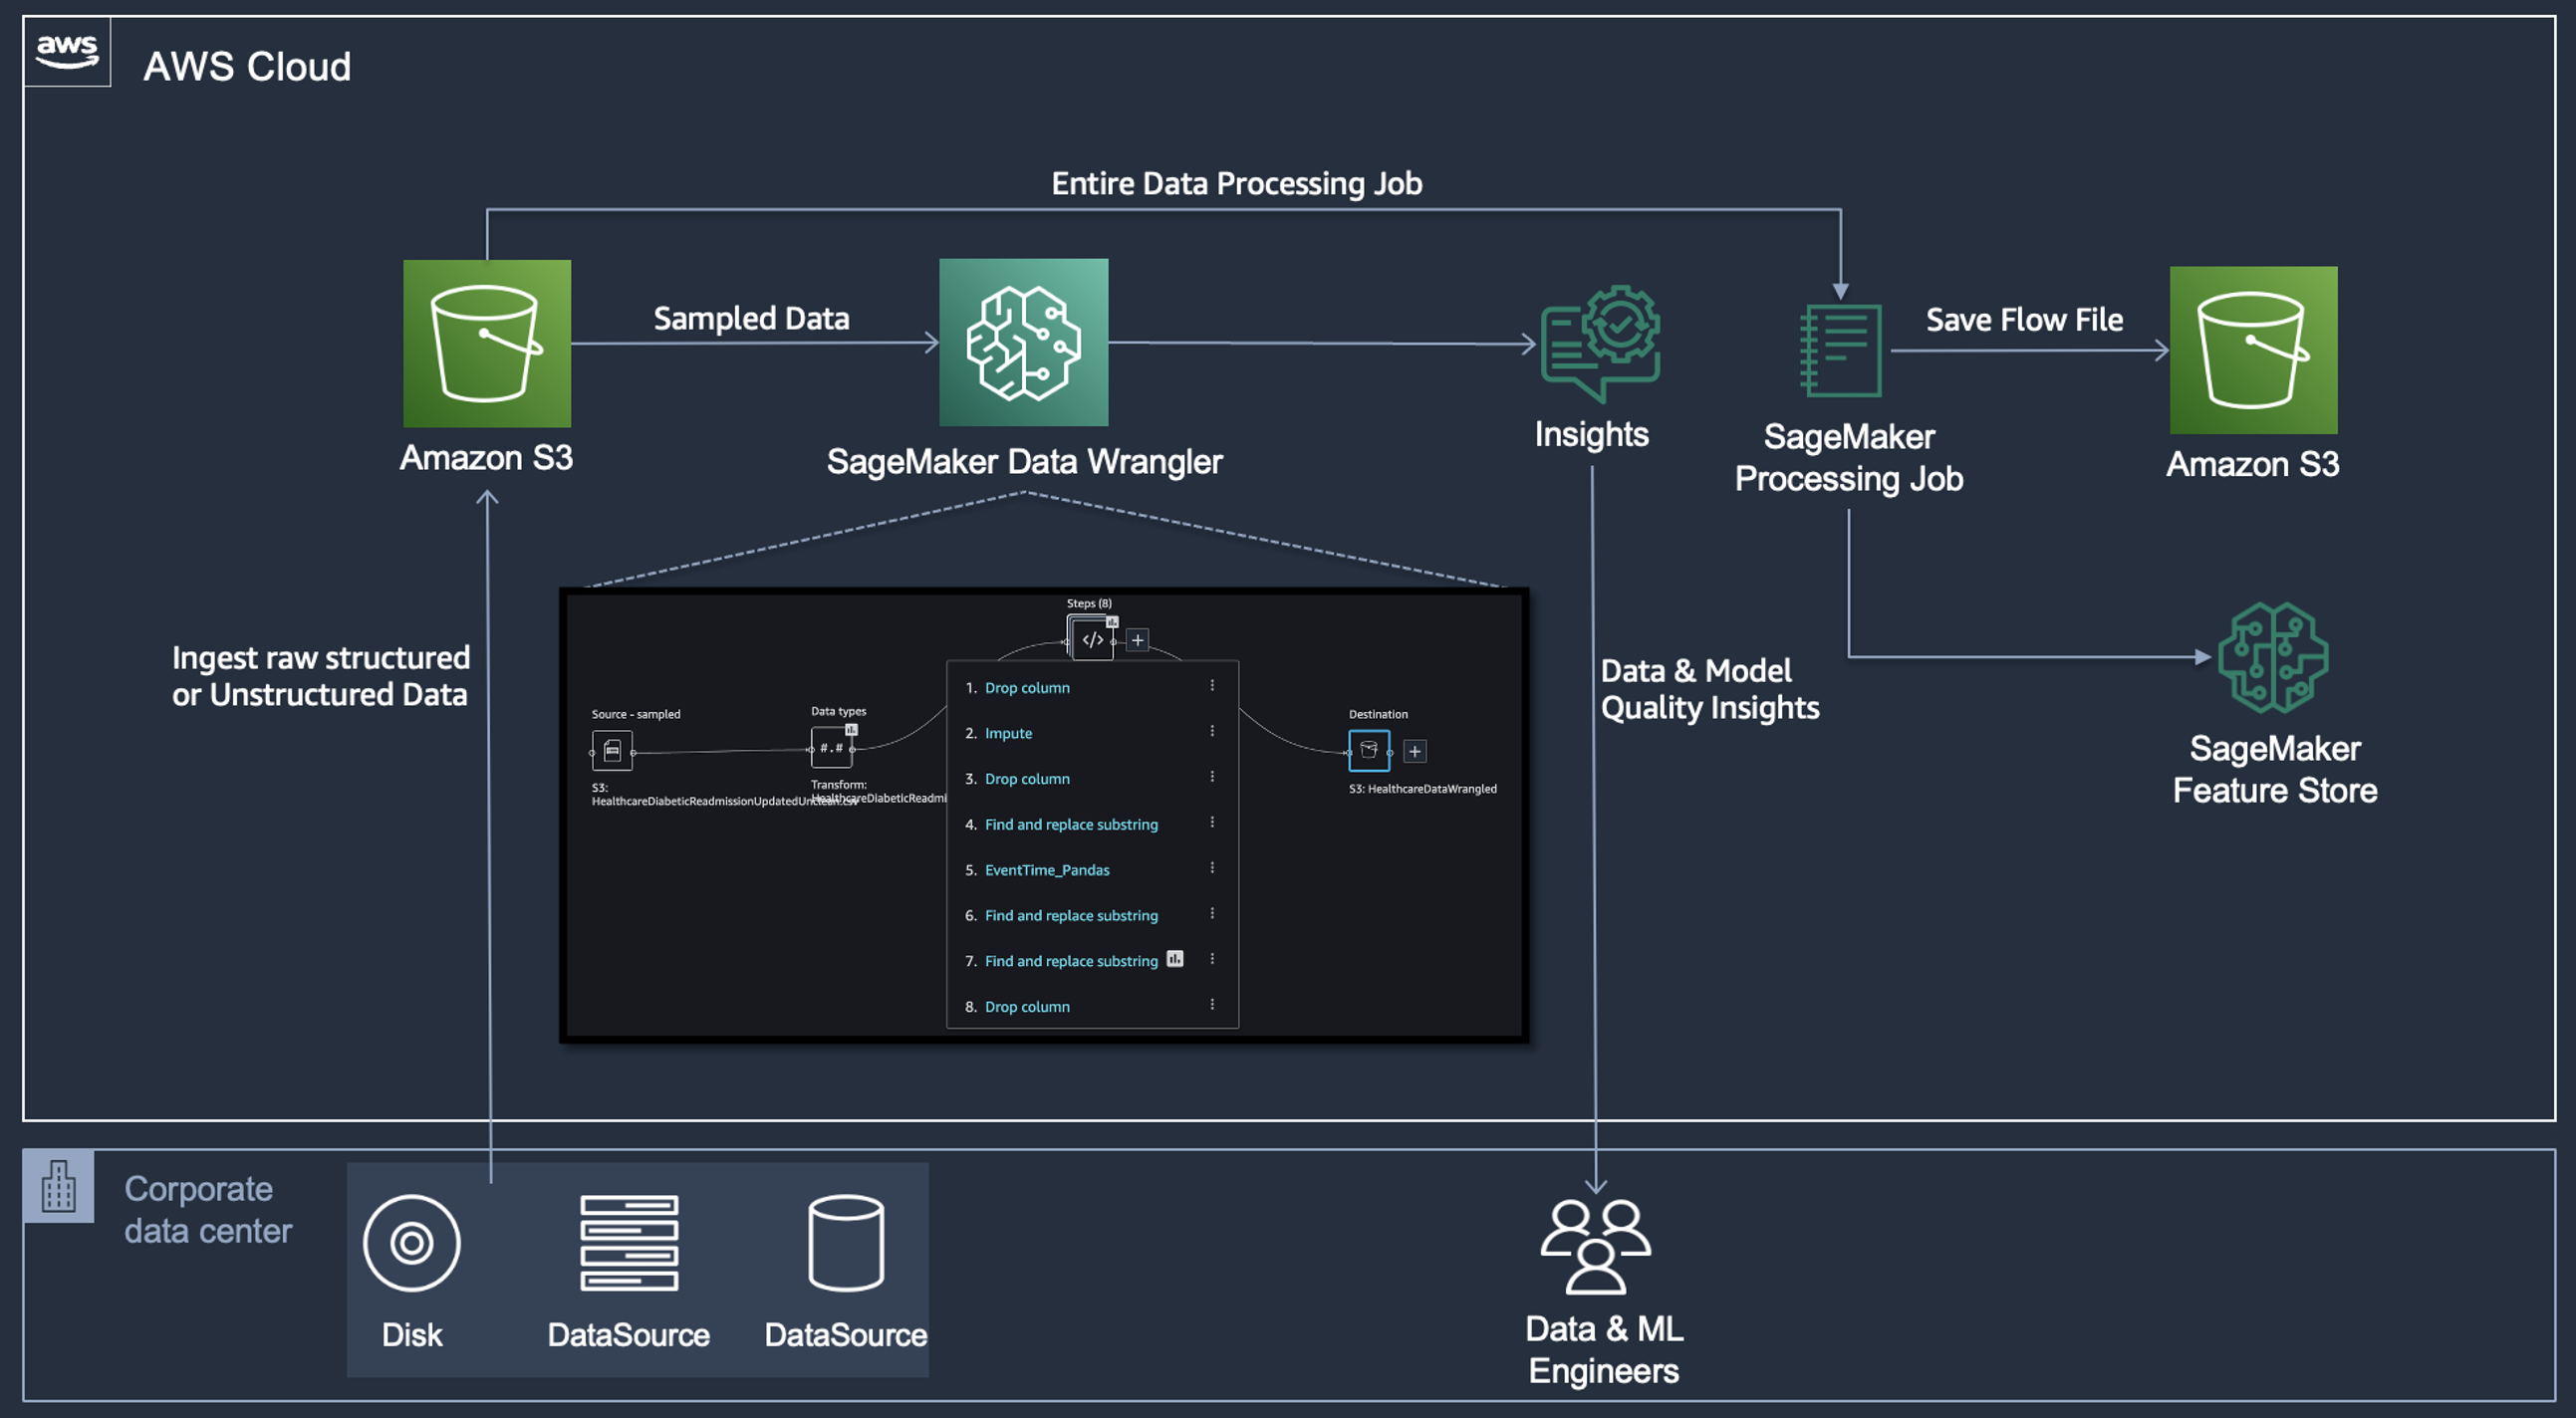 aws
AWS Cloud
Entire Data Processing Job
Sampled Data
Save Flow File
Amazon S3
SageMaker Data Wrangler
Insights
SageMaker
Processing Job
Amazon S3
Ingest raw structured
or Unstructured Data
Steps (8)
</>
Source - sampled
S3:
HealthcareDiabeticReadmissionUpdatedUnclean.csv
Data types
#.#
Transform:
HealthcareDiabeticReadmi
1. Drop column
2. Impute
3. Drop column
4. Find and replace substring
5. EventTime_Pandas
6. Find and replace substring
7. Find and replace substring
8. Drop column
Destination
S3: HealthcareDataWrangled
Data & Model
Quality Insights
SageMaker
Feature Store
Corporate
data center
Disk
DataSource
DataSource
Data & ML
Engineers